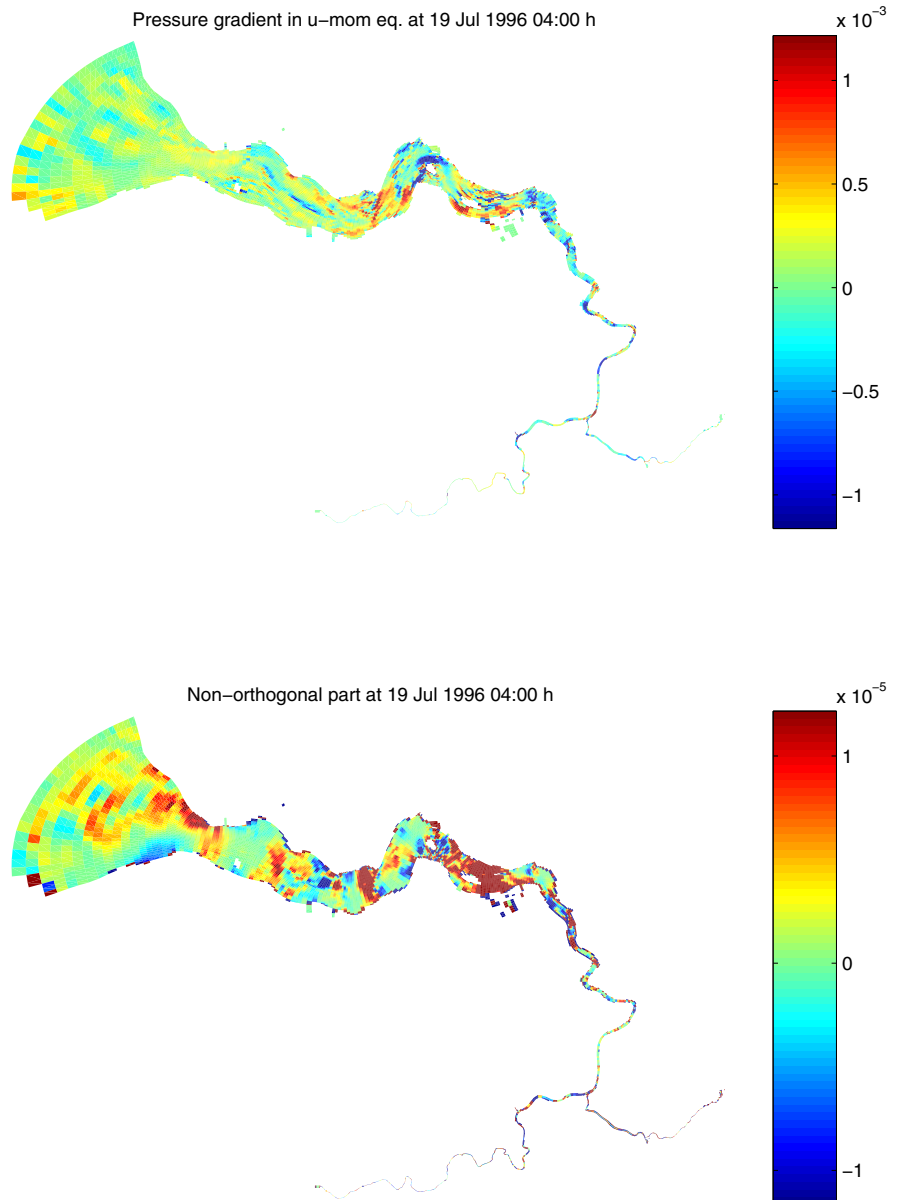 Pressure gradient in u−mom eq. at 19 Jul 1996 04:00 h
x 10−3
1
0.5
0
−0.5
−1
Non−orthogonal part at 19 Jul 1996 04:00 h
x 10−5
1
0
−1